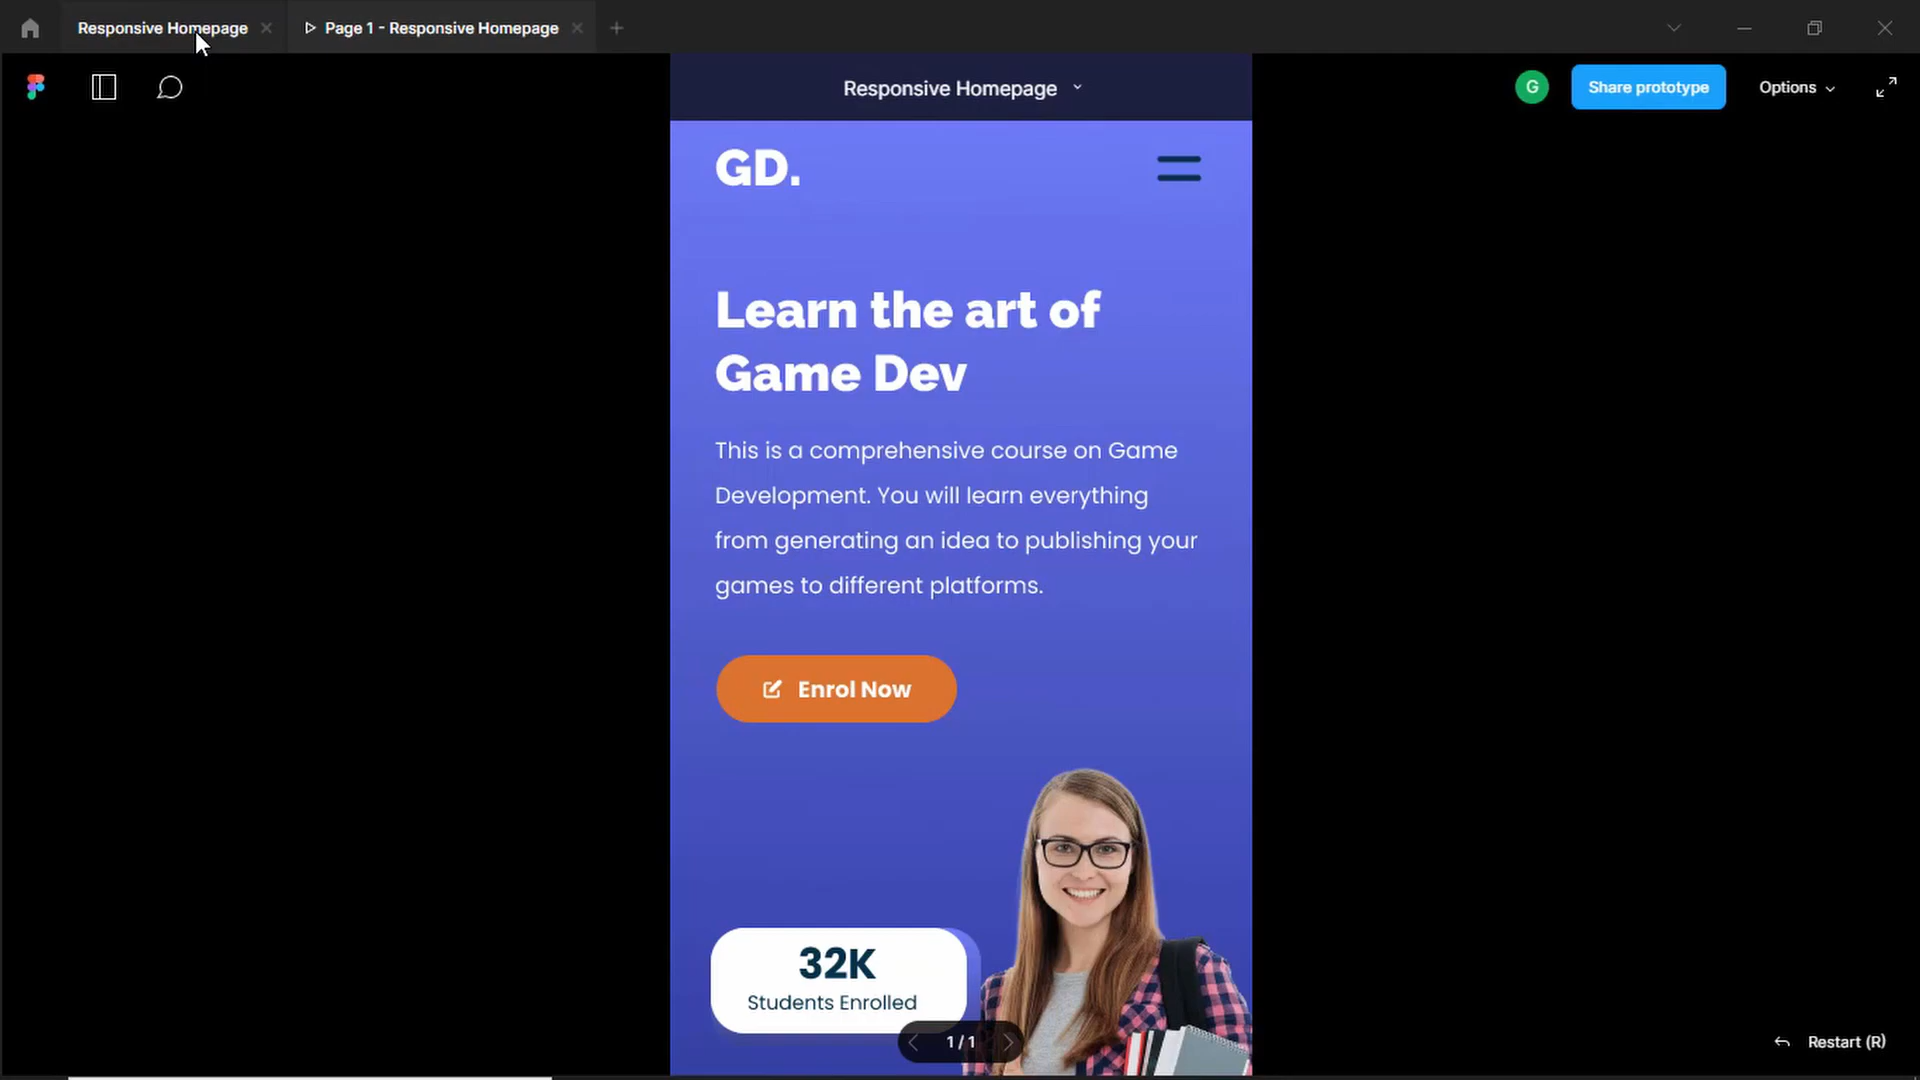 Responsive Homepage
Page 1 - Responsive Homepage
Responsive Homepage
G
Share prototype
Options
GD.
Learn the art of
Game Dev
This is a comprehensive course on Game
Development. You will learn everything
from generating an idea to publishing your
games to different platforms.
Enrol Now
32K
Students Enrolled
1 / 1
Restart (R)